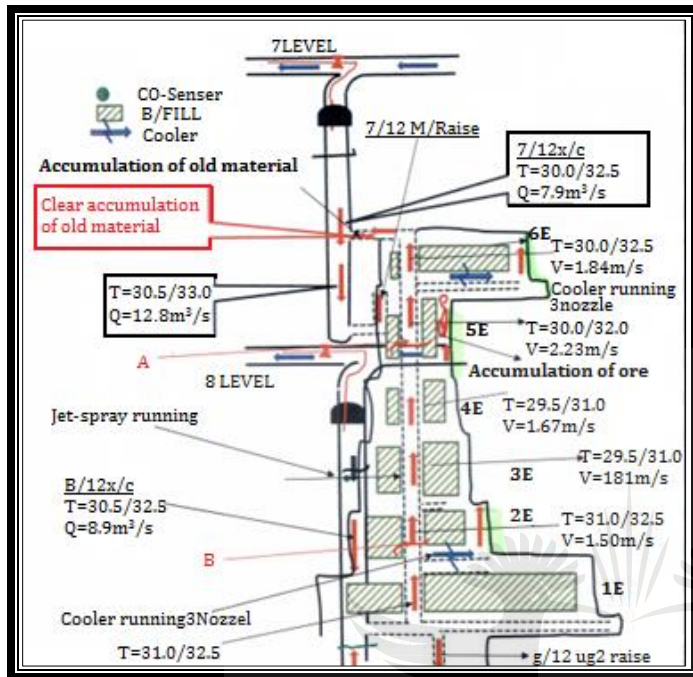 7LEVEL
CO-Senser
B/FILL
Cooler
7/12 M/Raise
Accumulation of old material
7/12x/c
T=30.0/32.5
Q=7.9m³/s
Clear accumulation
of old material
6E
T=30.0/32.5
V=1.84m/s
Cooler running
3nozzle
T=30.5/33.0
Q=12.8m³/s
5E
T=30.0/32.0
V=2.23m/s
A
Accumulation of ore
8 LEVEL
4E
T=29.5/31.0
V=1.67m/s
Jet-spray running
3E
T=29.5/31.0
V=181m/s
B/12x/c
T=30.5/32.5
Q=8.9m³/s
2E
T=31.0/32.5
V=1.50m/s
B
1E
Cooler running3Nozzel
T=31.0/32.5
g/12 ug2 raise